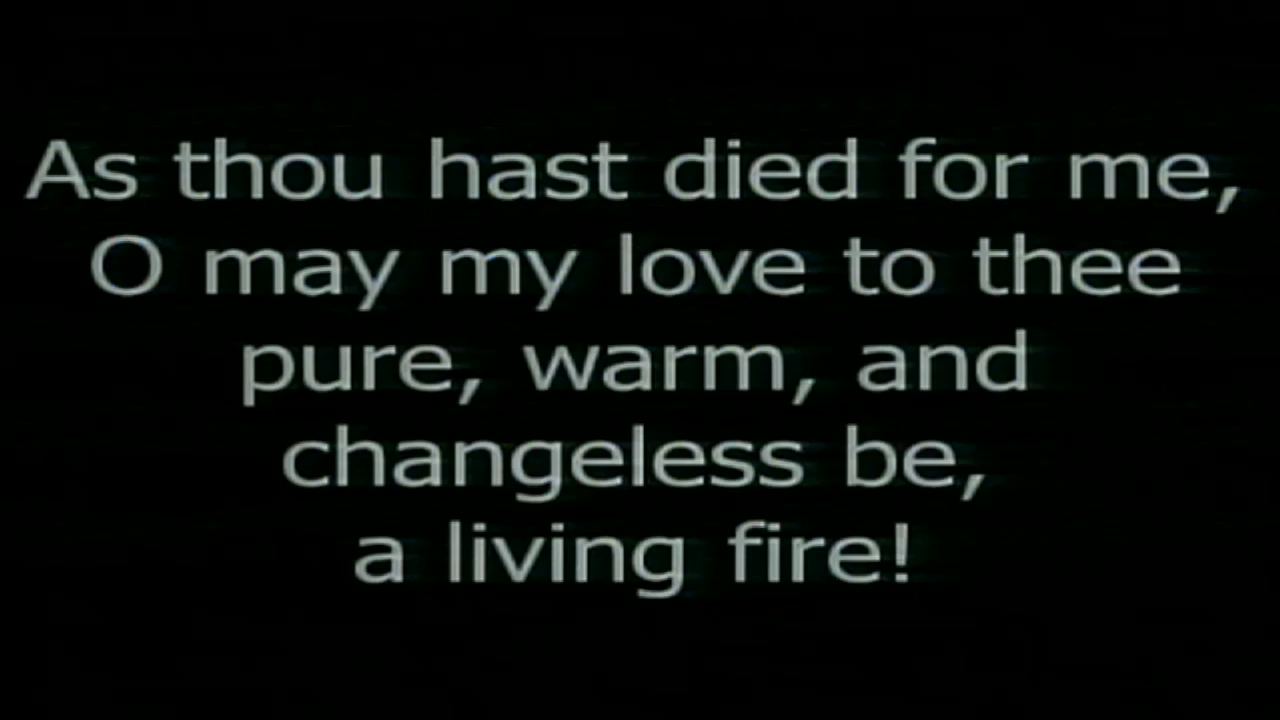 As thou hast died for me,
O may my love to thee
pure, warm, and
changeless be,
a living fire!